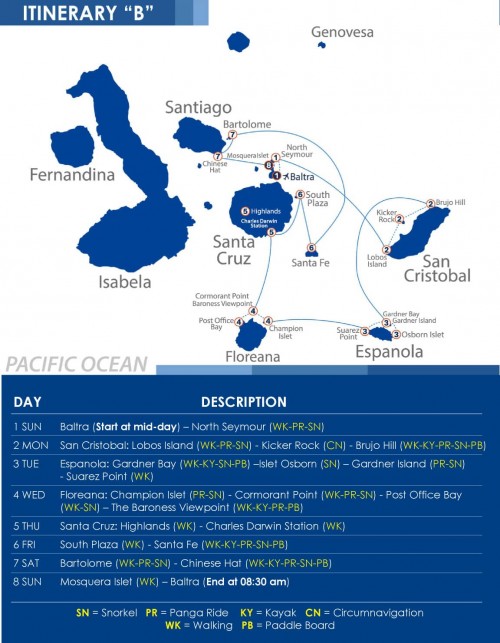 ITINERARY "B"
Genovesa
Santiago
Bartolome
7
7
Chinese
Hat
Mosquera Islet
North
Seymour
1
8
1
Baltra
Fernandina
Isabela
5 Highlands
Charles Darwin
Station
5
Santa
Cruz
South
Plaza
6
6
Santa Fe
2 Brujo Hill
Kicker
Rock 2
2
Lobos
Island
San
Cristobal
Cormorant Point
Baroness Viewpoint
4
Post Office
Bay
4
4
Champion
Islet
Floreana
Gardner Bay
Gardner Island
3
Suarez
Point
3 Osborn Islet
Espanola
PACIFIC OCEAN
DAY DESCRIPTION
1 SUN Baltra (Start at mid-day) – North Seymour (WK-PR-SN)
2 MON San Cristobal: Lobos Island (WK-PR-SN) - Kicker Rock (CN) - Brujo Hill (WK-KY-PR-SN-PB)
3 TUE Espanola: Gardner Bay (WK-KY-SN-PB) –Islet Osborn (SN) – Gardner Island (PR-SN)
- Suarez Point (WK)
4 WED Floreana: Champion Islet (PR-SN) - Cormorant Point (WK-PR-SN) - Post Office Bay
(WK-SN) – The Baroness Viewpoint (WK-KY-PR-PB)
5 THU Santa Cruz: Highlands (WK) - Charles Darwin Station (WK)
6 FRI South Plaza (WK) - Santa Fe (WK-KY-PR-SN-PB)
7 SAT Bartolome (WK-PR-SN) - Chinese Hat (WK-KY-PR-SN-PB)
8 SUN Mosquera Islet (WK) – Baltra (End at 08:30 am)
SN = Snorkel PR = Panga Ride KY = Kayak CN = Circumnavigation
WK = Walking PB = Paddle Board